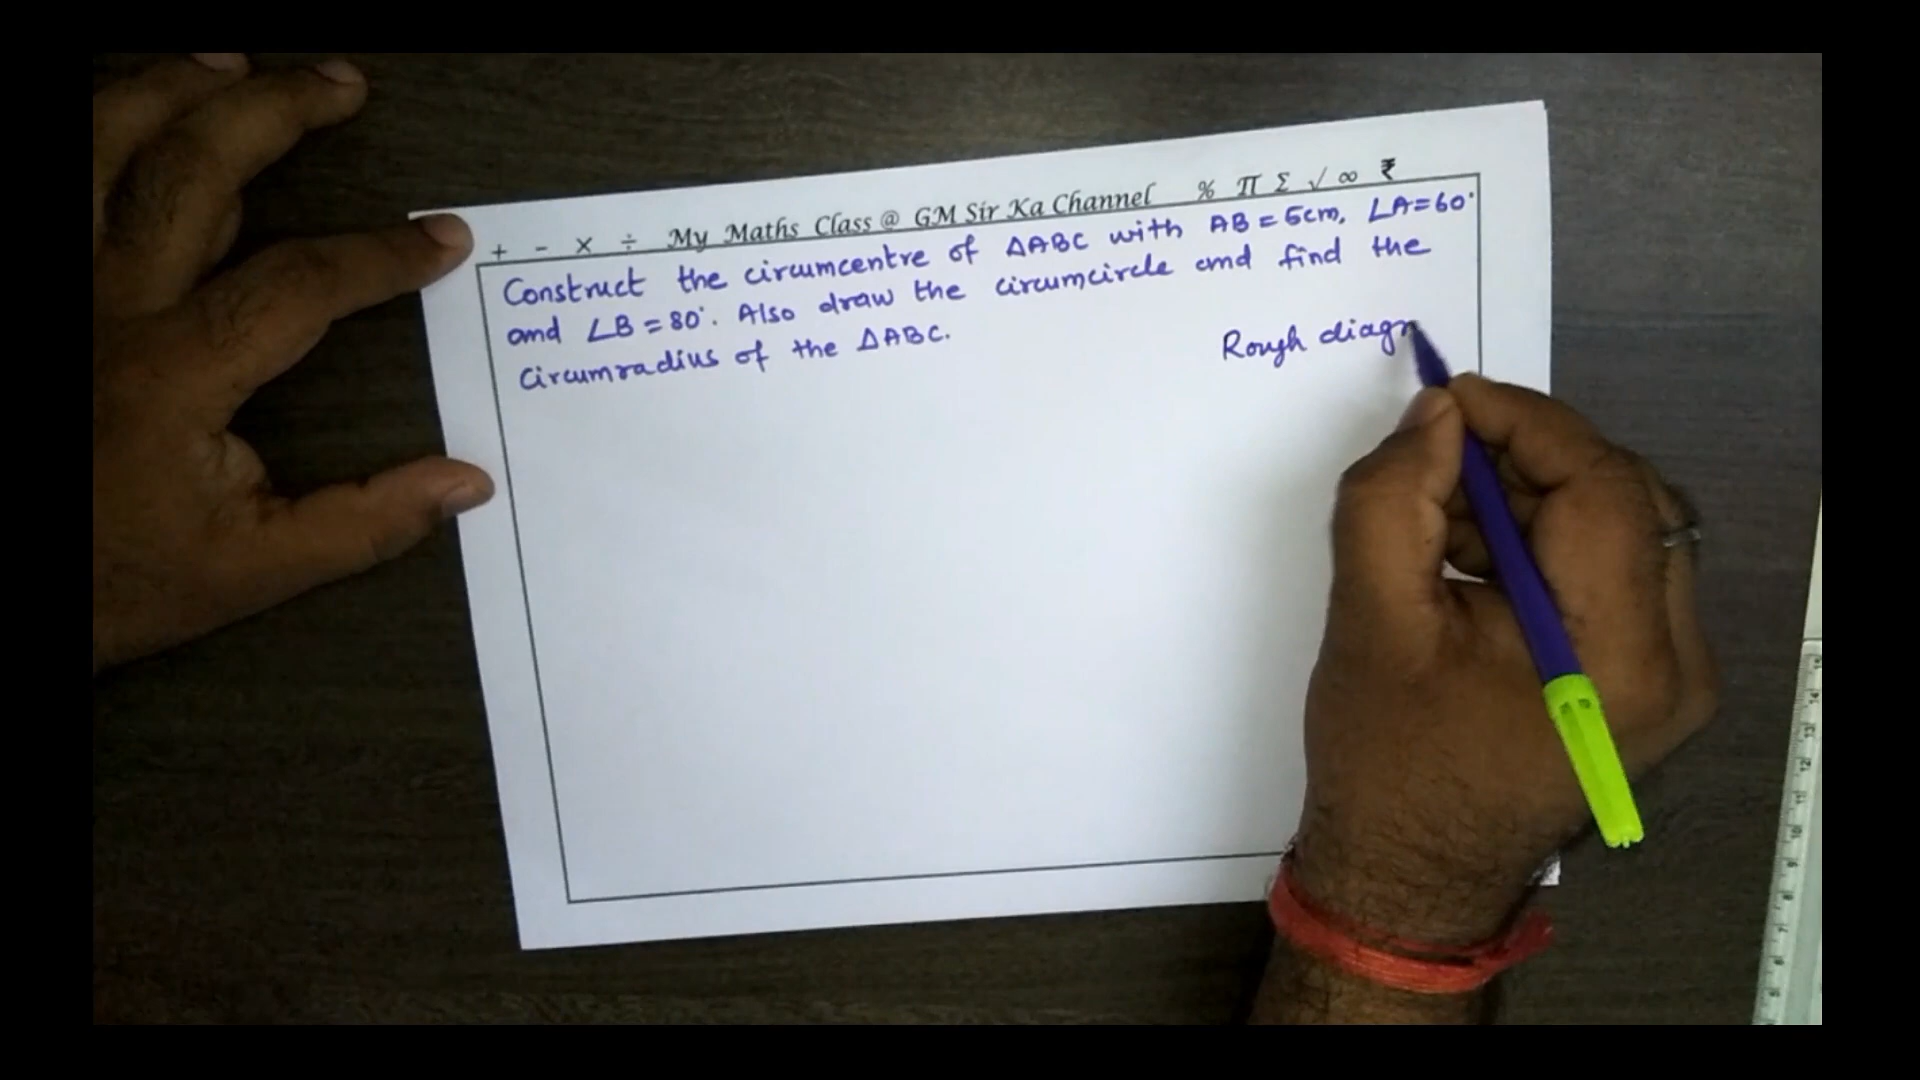 + - × ÷ My Maths Class @ GM Sir Ka Channel % Π Σ √ ∞ ₹
Construct the circumcentre of ΔABC with AB = 5cm, ∠A=60°
and ∠B = 80°. Also draw the circumcircle and find the
Circumradius of the ΔABC.
Rough diagr